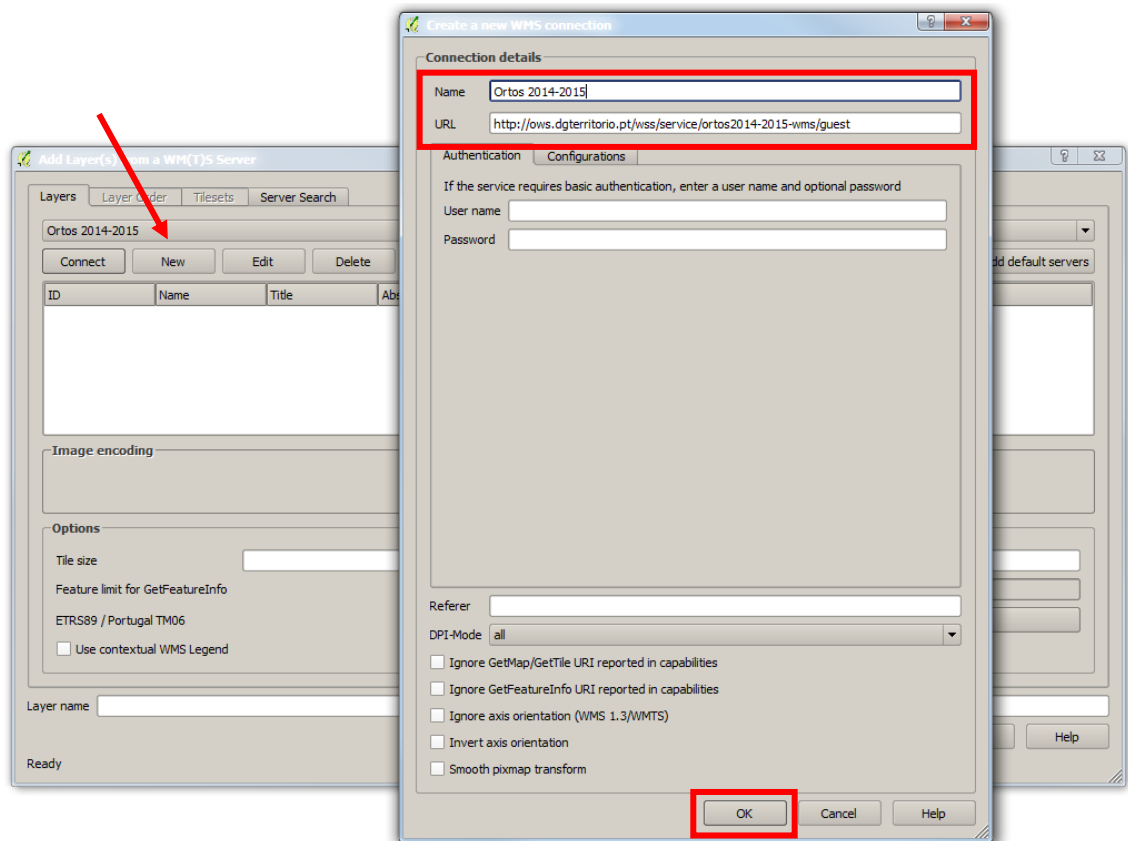 Create a new WMS connection
Connection details
Name Ortos 2014-2015
URL http://ows.dgterritorio.pt/wss/service/ortos2014-2015-wms/guest
Authentication Configurations
If the service requires basic authentication, enter a user name and optional password
User name
Password
Referer
DPI-Mode all
Ignore GetMap/GetTile URI reported in capabilities
Ignore GetFeatureInfo URI reported in capabilities
Ignore axis orientation (WMS 1.3/WMTS)
Invert axis orientation
Smooth pixmap transform
OK Cancel Help
Add Layer(s) from a WM(T)S Server
Layers Layer Order Tilesets Server Search
Ortos 2014-2015
Connect New Edit Delete dd default servers
ID Name Title Abs
Image encoding
Options
Tile size
Feature limit for GetFeatureInfo
ETRS89 / Portugal TM06
Use contextual WMS Legend
Layer name
Help
Ready